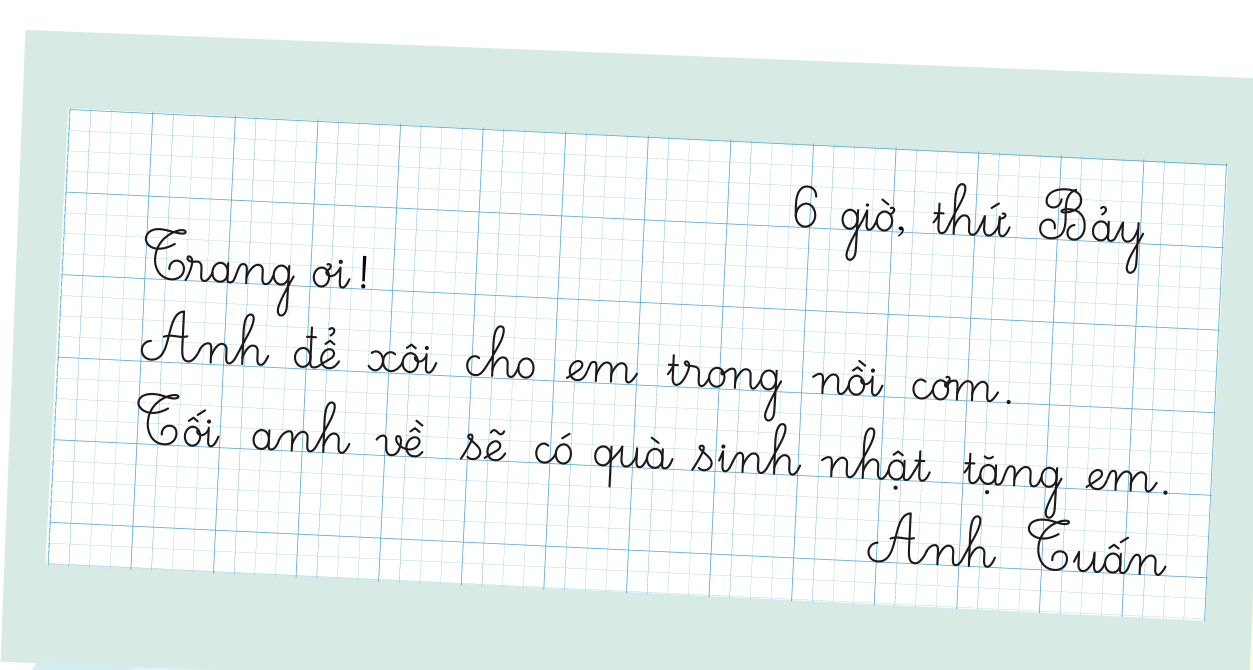 6 giờ, thứ Bảy
Trang ơi!
Anh để xôi cho em trong nồi cơm.
Tối anh về sẽ có quà sinh nhật tặng em.
Anh Tuấn